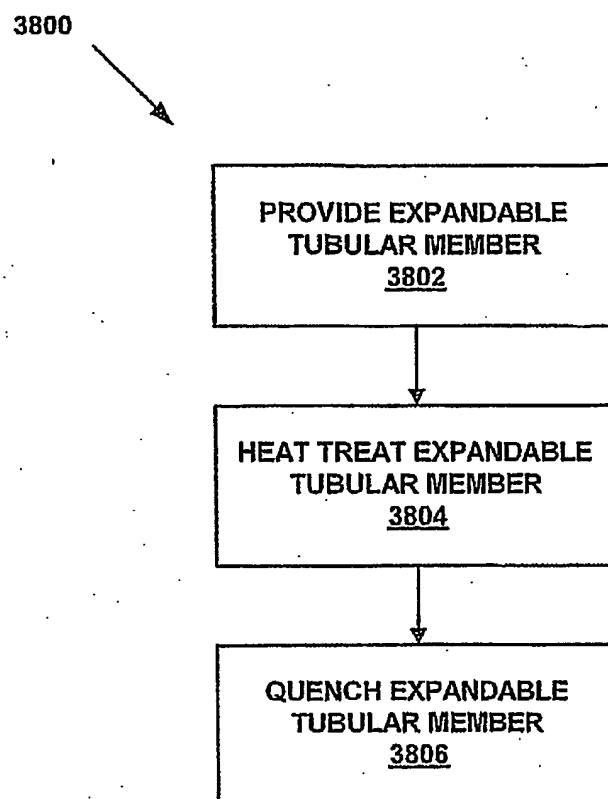 3800
PROVIDE EXPANDABLE
TUBULAR MEMBER
3802
HEAT TREAT EXPANDABLE
TUBULAR MEMBER
3804
QUENCH EXPANDABLE
TUBULAR MEMBER
3806